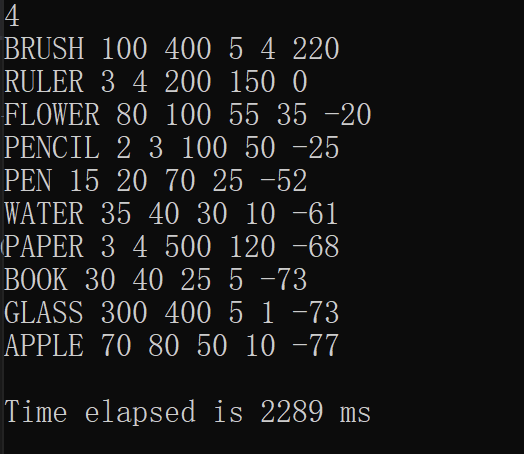 4
BRUSH 100 400 5 4 220
RULER 3 4 200 150 0
FLOWER 80 100 55 35 -20
PENCIL 2 3 100 50 -25
PEN 15 20 70 25 -52
WATER 35 40 30 10 -61
PAPER 3 4 500 120 -68
BOOK 30 40 25 5 -73
GLASS 300 400 5 1 -73
APPLE 70 80 50 10 -77
Time elapsed is 2289 ms